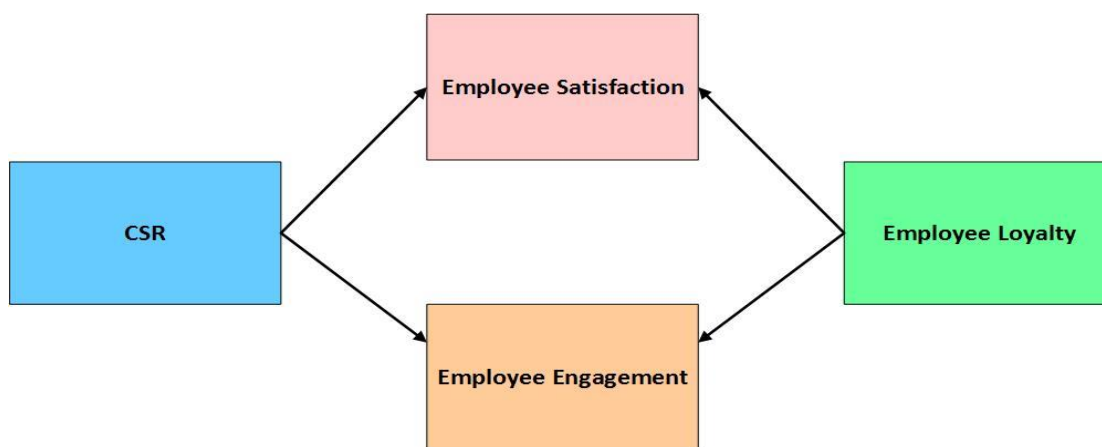 Employee Satisfaction
CSR
Employee Loyalty
Employee Engagement